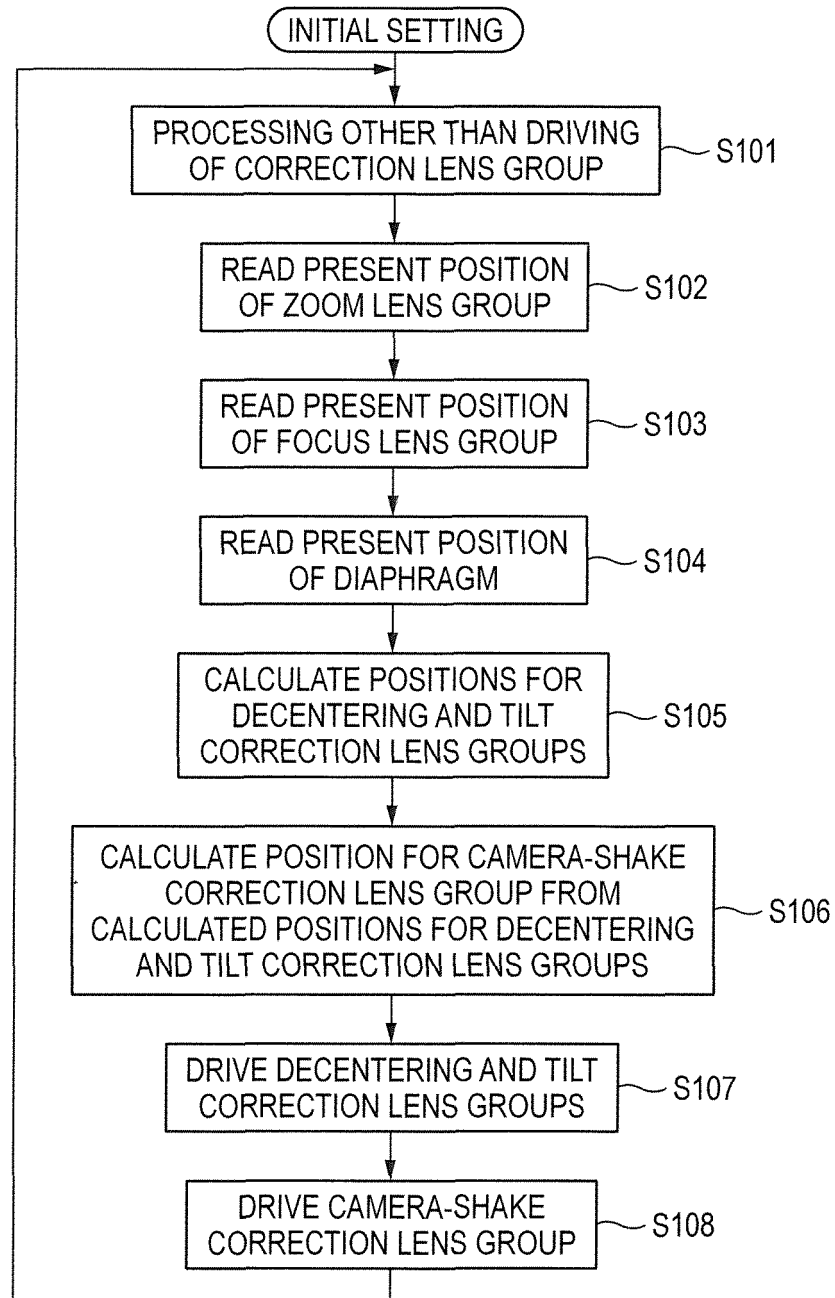 INITIAL SETTING
PROCESSING OTHER THAN DRIVING
OF CORRECTION LENS GROUP
S101
READ PRESENT POSITION
OF ZOOM LENS GROUP
S102
READ PRESENT POSITION
OF FOCUS LENS GROUP
S103
READ PRESENT POSITION
OF DIAPHRAGM
S104
CALCULATE POSITIONS FOR
DECENTERING AND TILT
CORRECTION LENS GROUPS
S105
CALCULATE POSITION FOR CAMERA-SHAKE
CORRECTION LENS GROUP FROM
CALCULATED POSITIONS FOR DECENTERING
AND TILT CORRECTION LENS GROUPS
S106
DRIVE DECENTERING AND TILT
CORRECTION LENS GROUPS
S107
DRIVE CAMERA-SHAKE
CORRECTION LENS GROUP
S108